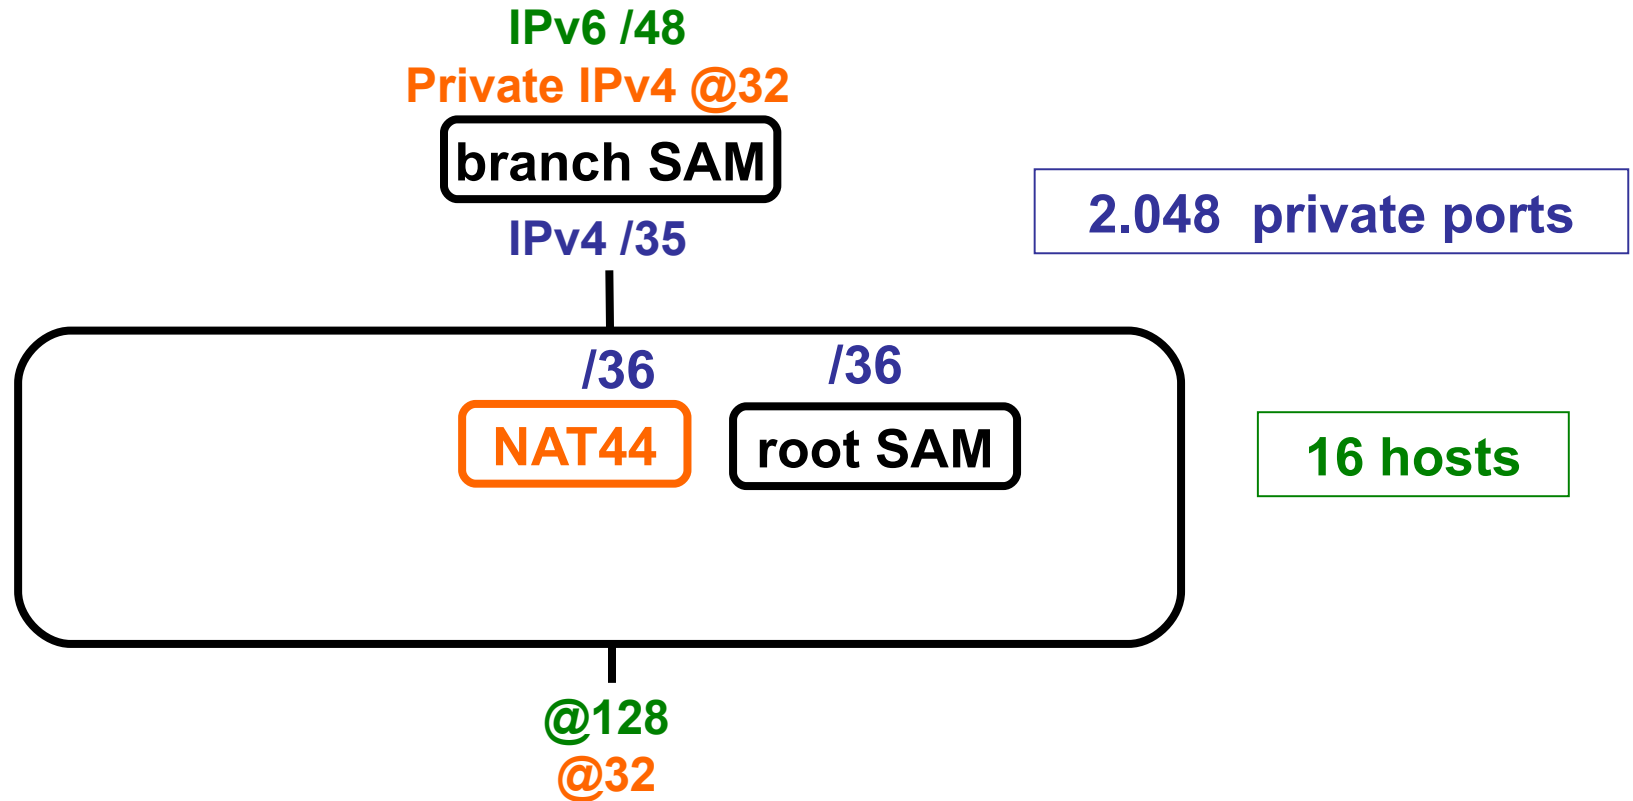 IPv6 /48
Private IPv4 @32
branch SAM
IPv4 /35
2.048 private ports
/36
/36
NAT44
root SAM
16 hosts
@128
@32